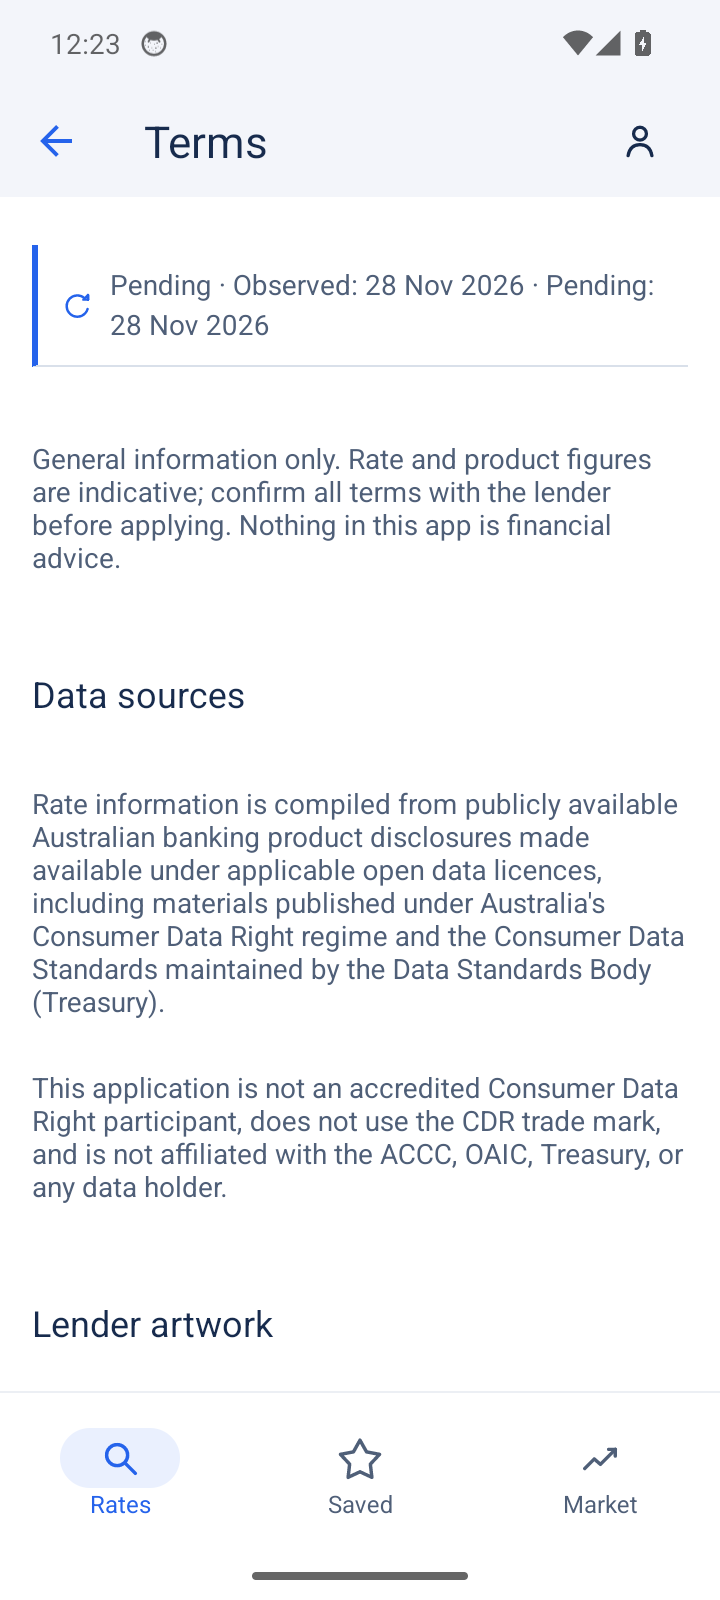 12:23
Terms
Pending · Observed: 28 Nov 2026 · Pending:
28 Nov 2026
General information only. Rate and product figures
are indicative; confirm all terms with the lender
before applying. Nothing in this app is financial
advice.
Data sources
Rate information is compiled from publicly available
Australian banking product disclosures made
available under applicable open data licences,
including materials published under Australia's
Consumer Data Right regime and the Consumer Data
Standards maintained by the Data Standards Body
(Treasury).
This application is not an accredited Consumer Data
Right participant, does not use the CDR trade mark,
and is not affiliated with the ACCC, OAIC, Treasury, or
any data holder.
Lender artwork
Rates
Saved
Market